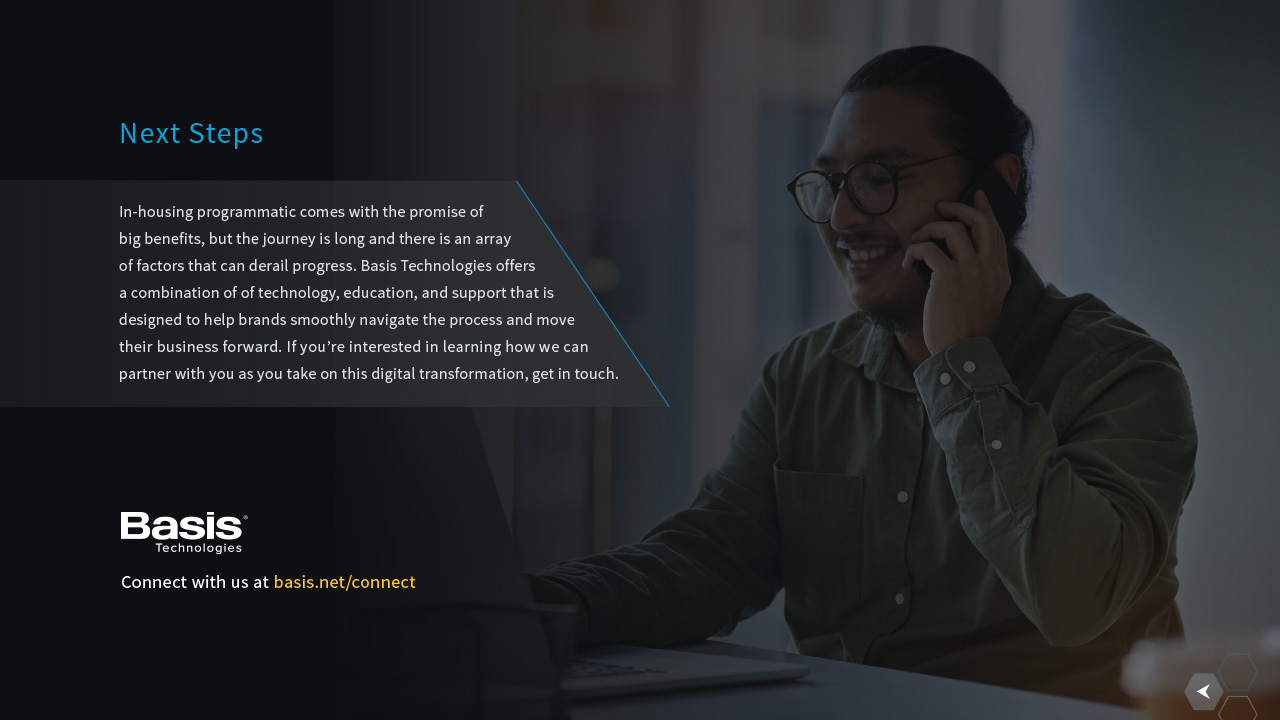 Next Steps
In-housing programmatic comes with the promise of
big benefits, but the journey is long and there is an array
of factors that can derail progress. Basis Technologies offers
a combination of of technology, education, and support that is
designed to help brands smoothly navigate the process and move
their business forward. If you’re interested in learning how we can
partner with you as you take on this digital transformation, get in touch.
Basis®
Technologies
Connect with us at basis.net/connect